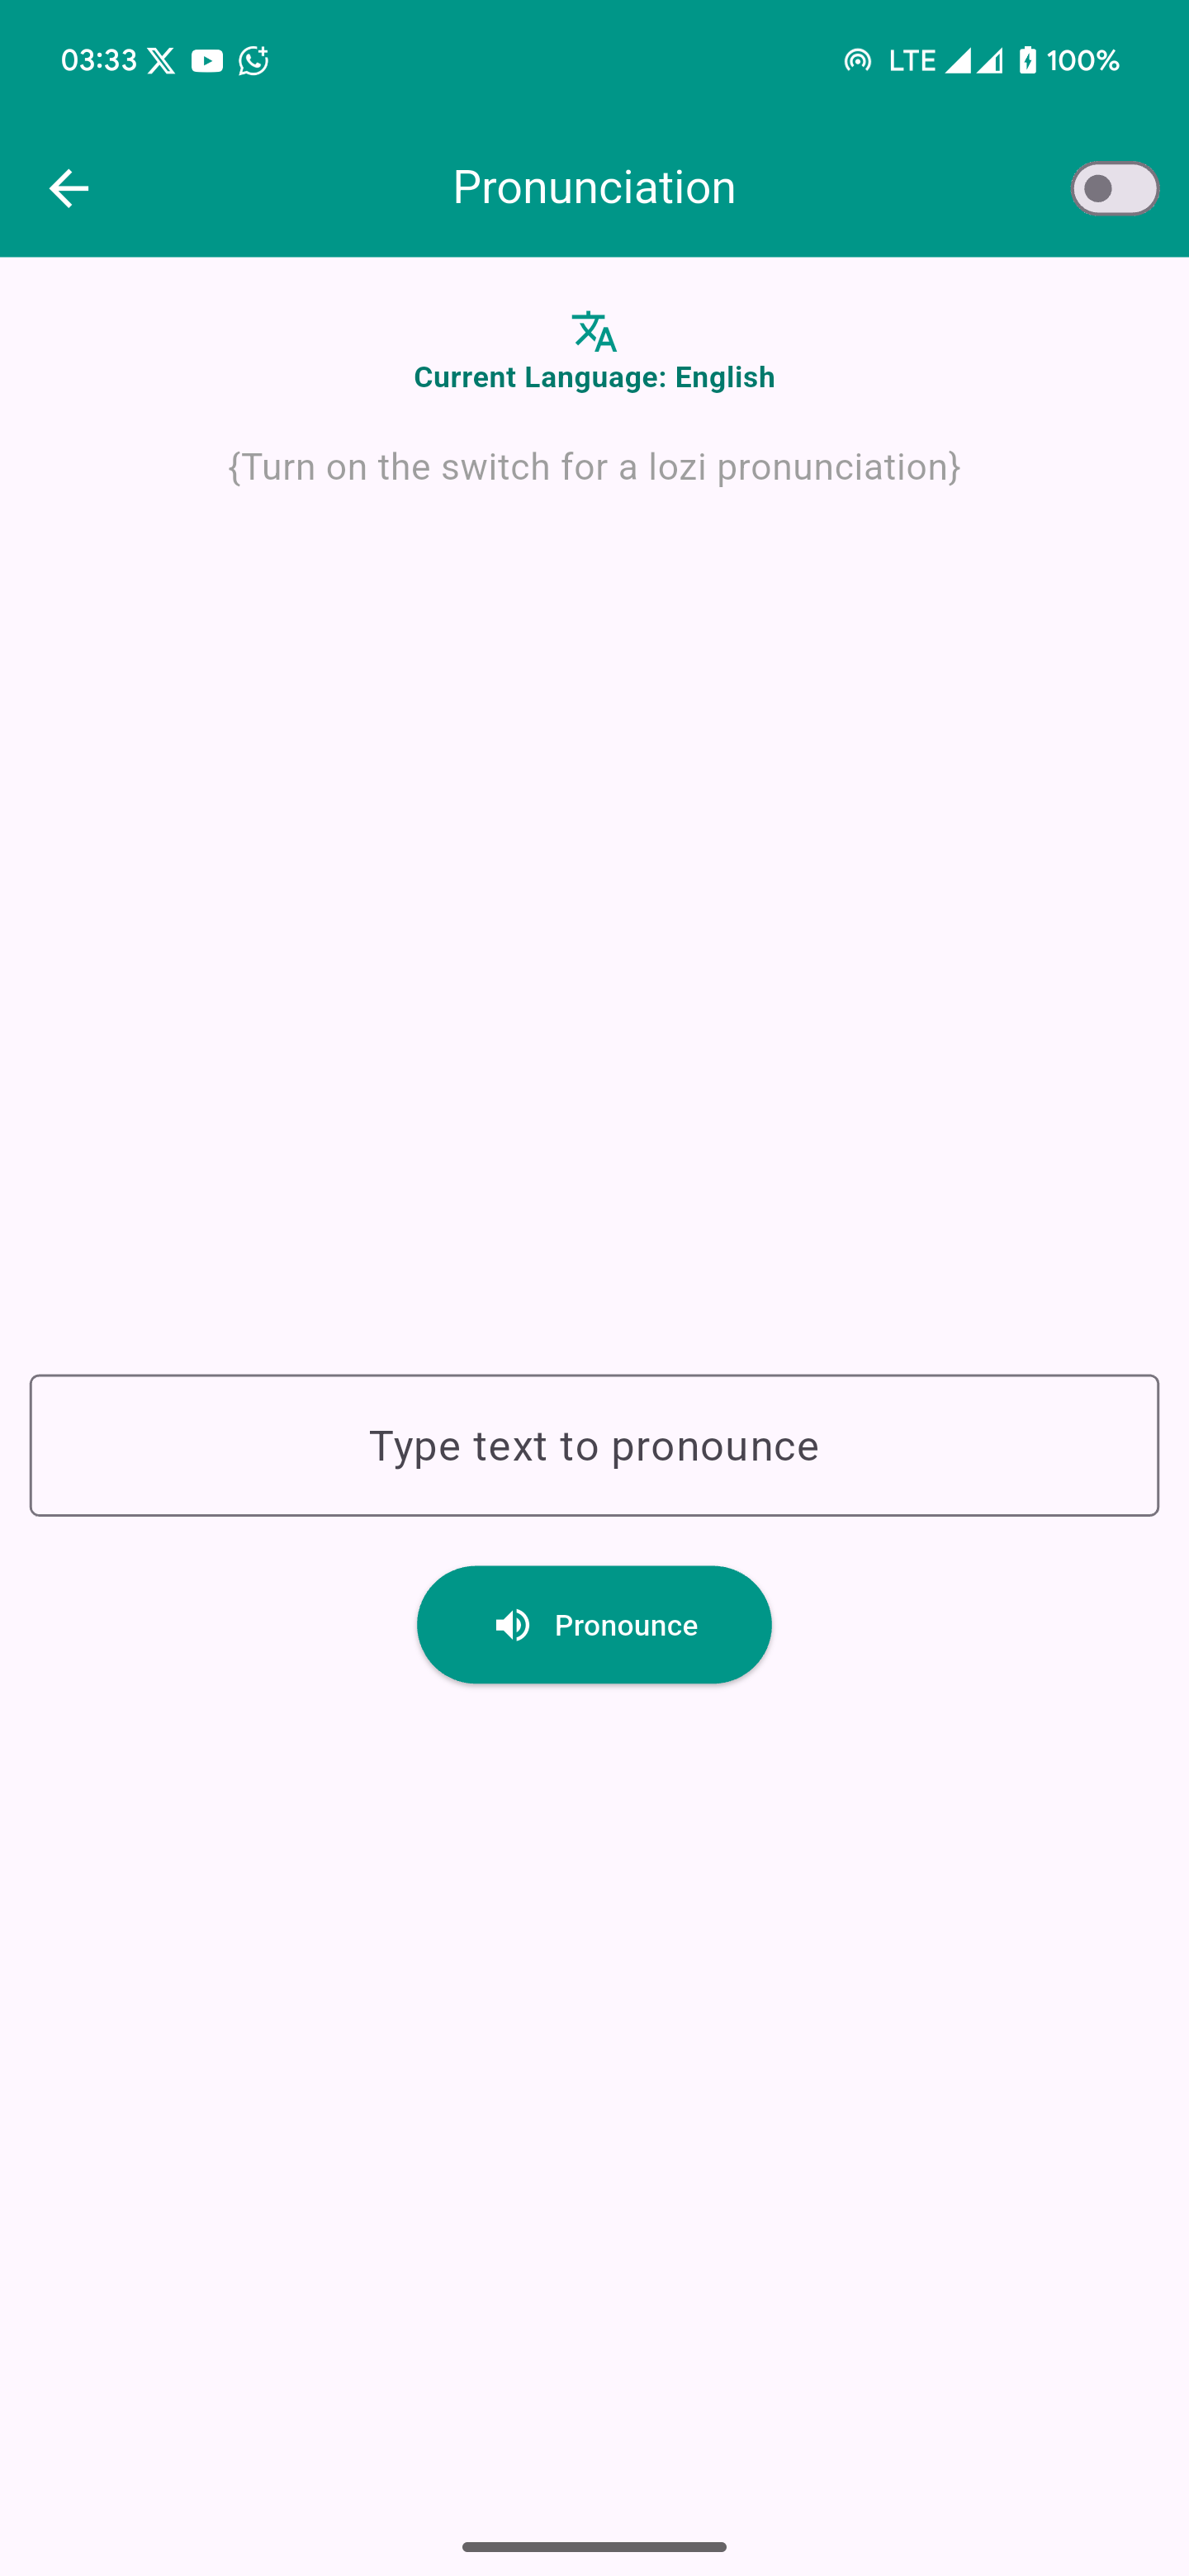 03:33 LTE 100%
Pronunciation
Current Language: English
{Turn on the switch for a lozi pronunciation}
Type text to pronounce
Pronounce